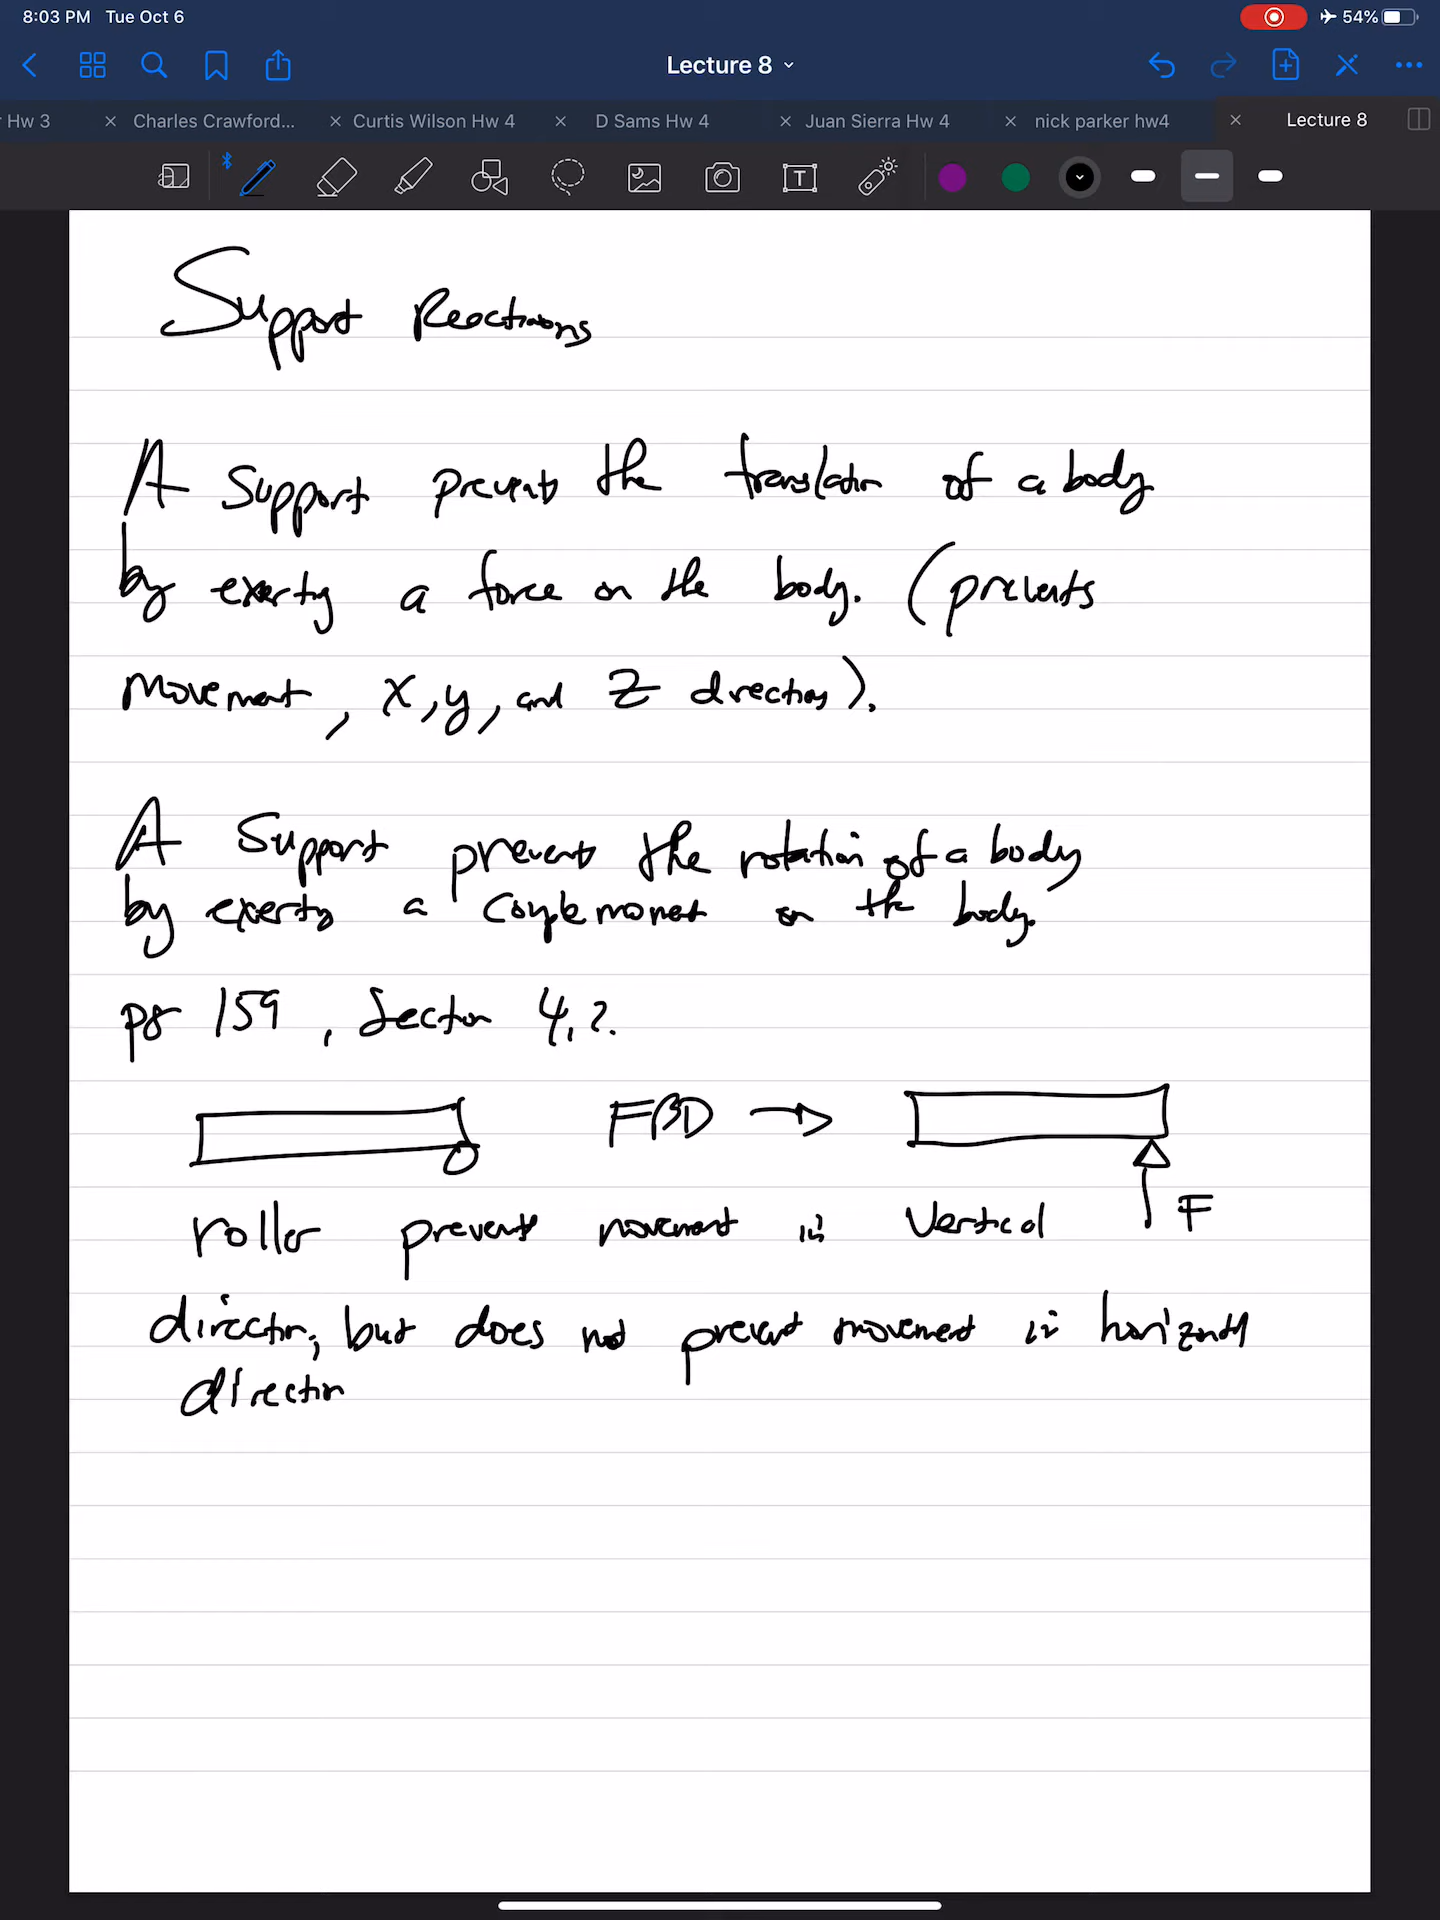 8:03 PM Tue Oct 6
54%
Lecture 8
Hw 3
Charles Crawford...
Curtis Wilson Hw 4
D Sams Hw 4
Juan Sierra Hw 4
nick parker hw4
Lecture 8
T
Support Reactions
A support prevents the translation of a body
by exerting a force on the body. (prevents
movement, x, y, and z directions).
A support prevents the rotation of a body
by exerting a couple moment on the body.
pg 159, Section 4.2.
FBD →
F
roller prevents movement in vertical
direction, but does not prevent movement in horizontal
direction